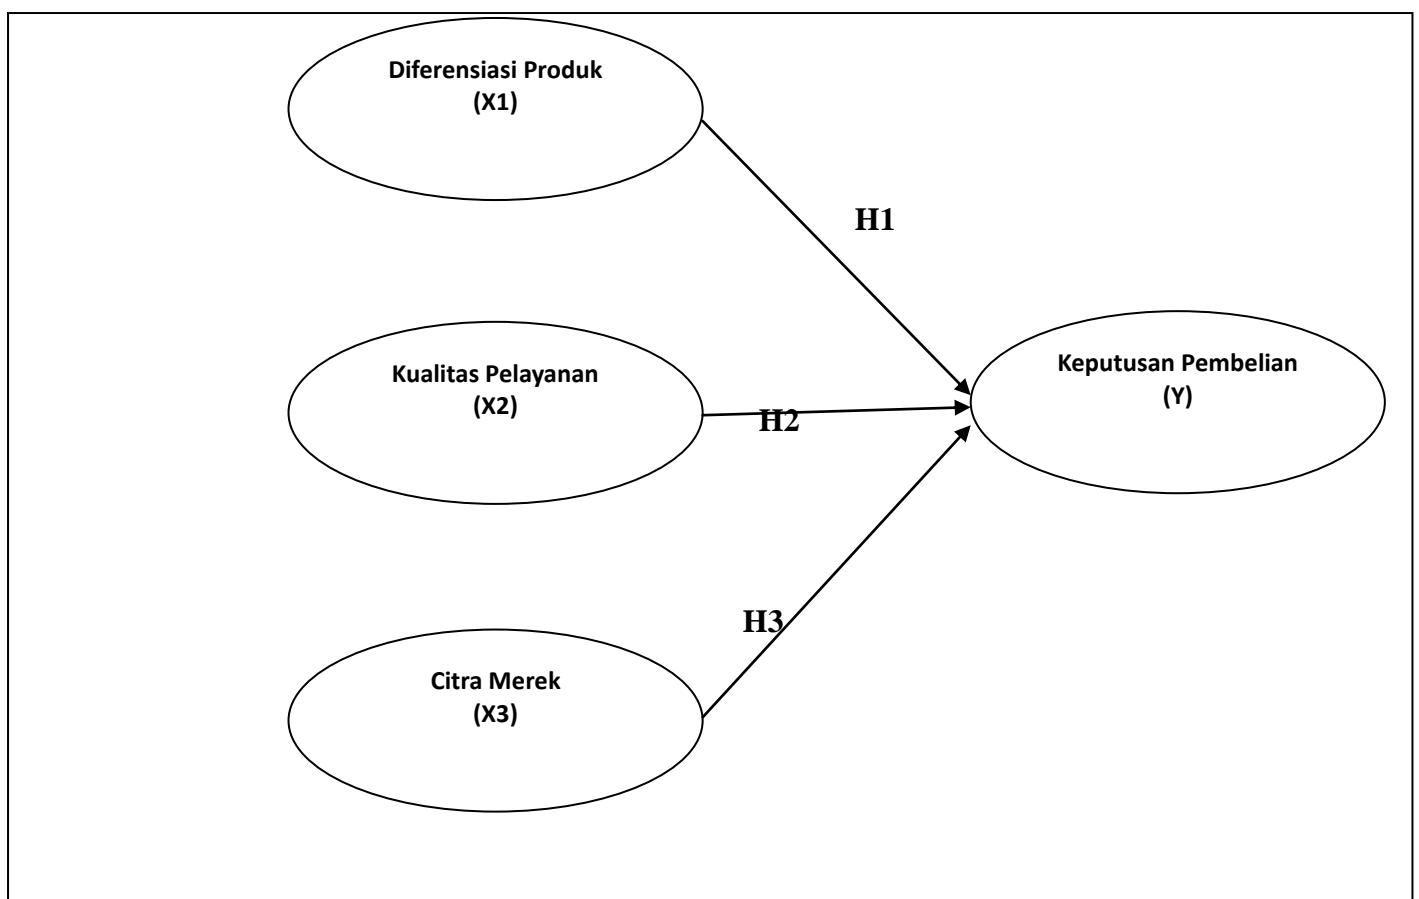 Diferensiasi Produk
(X1)
H1
Kualitas Pelayanan
(X2)
H2
Keputusan Pembelian
(Y)
H3
Citra Merek
(X3)